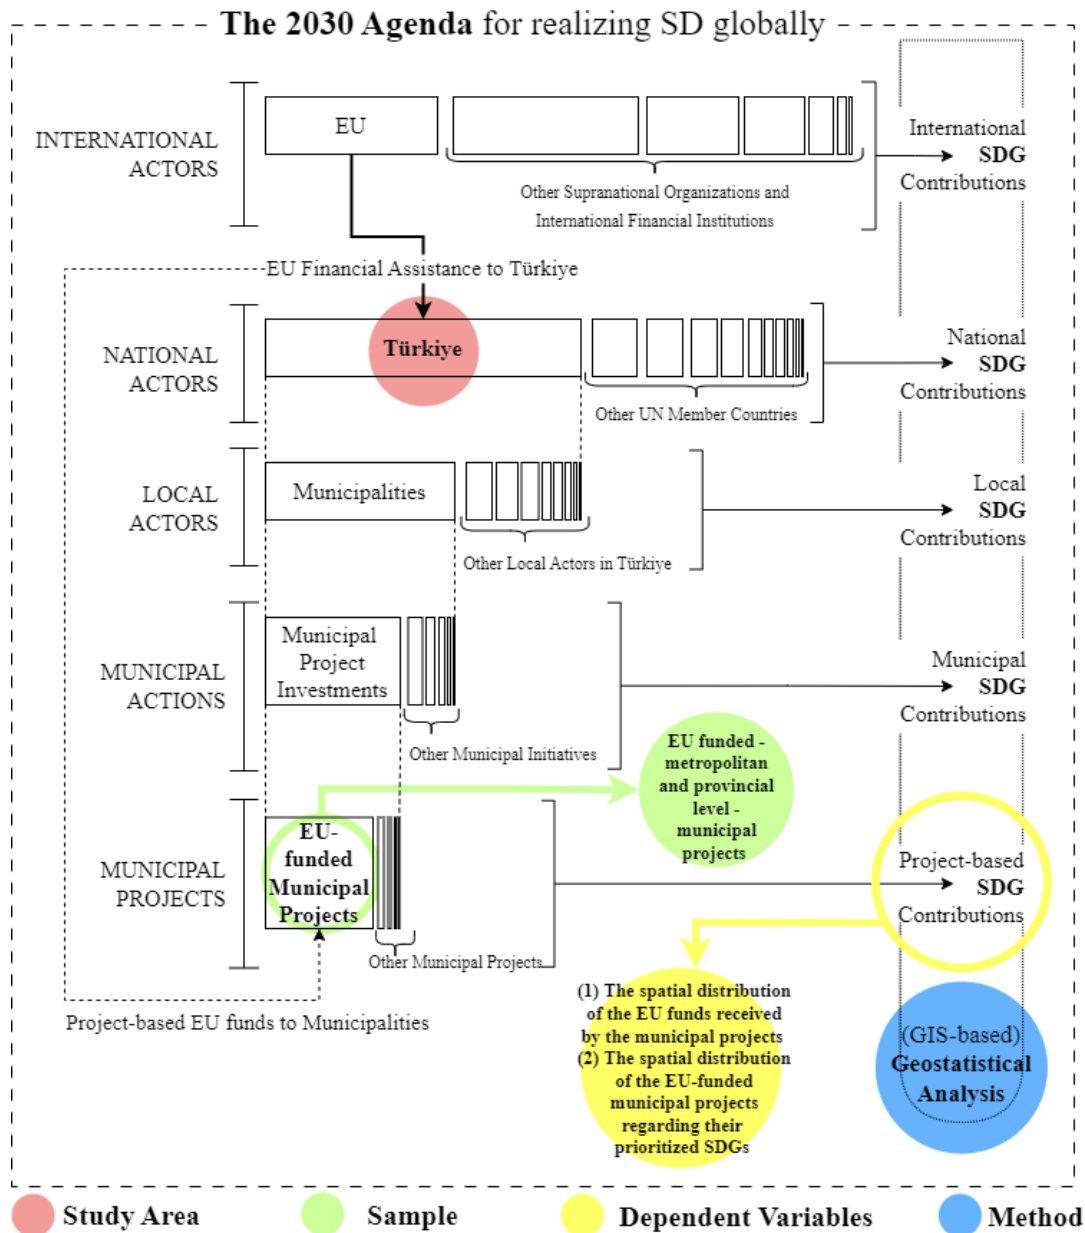 The 2030 Agenda for realizing SD globally
INTERNATIONAL
ACTORS
EU
Other Supranational Organizations and
International Financial Institutions
International
SDG
Contributions
EU Financial Assistance to Türkiye
NATIONAL
ACTORS
Türkiye
Other UN Member Countries
National
SDG
Contributions
LOCAL
ACTORS
Municipalities
Other Local Actors in Türkiye
Local
SDG
Contributions
MUNICIPAL
ACTIONS
Municipal
Project
Investments
Other Municipal Initiatives
Municipal
SDG
Contributions
EU funded -
metropolitan
and provincial
level -
municipal
projects
MUNICIPAL
PROJECTS
EU-
funded
Municipal
Projects
Other Municipal Projects
Project-based
SDG
Contributions
Project-based EU funds to Municipalities
(1) The spatial distribution
of the EU funds received
by the municipal projects
(2) The spatial distribution
of the EU-funded
municipal projects
regarding their
prioritized SDGs
(GIS-based)
Geostatistical
Analysis
Study Area
Sample
Dependent Variables
Method